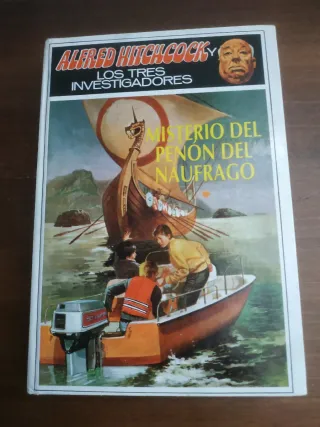 ALFRED HITCHCOCK Y
LOS TRES
INVESTIGADORES
MISTERIO DEL
PEÑON DEL
NAUFRAGO